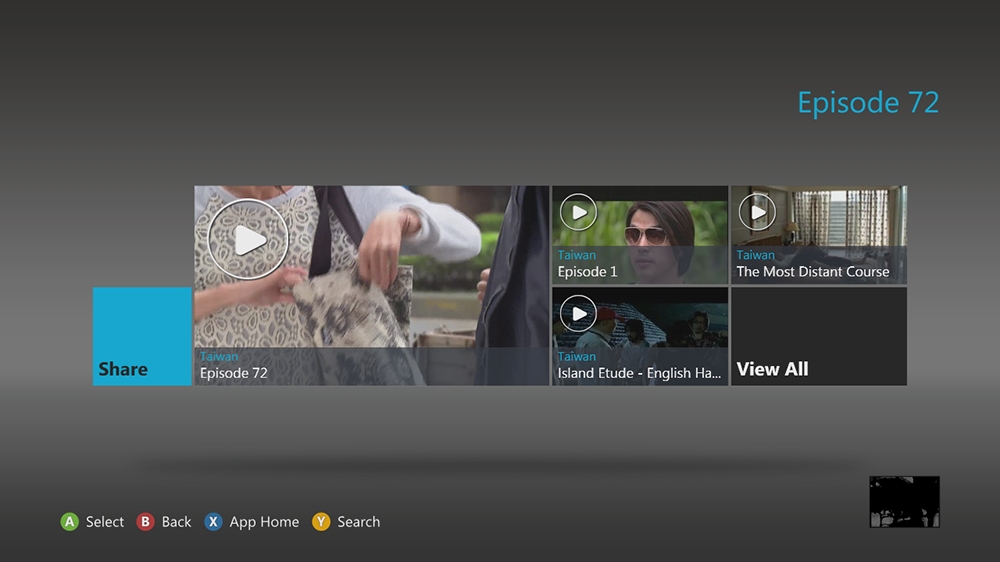 Episode 72
Taiwan
Episode 1
Taiwan
The Most Distant Course
Share
Taiwan
Episode 72
Taiwan
Island Etude - English Ha...
View All
A Select B Back X App Home Y Search